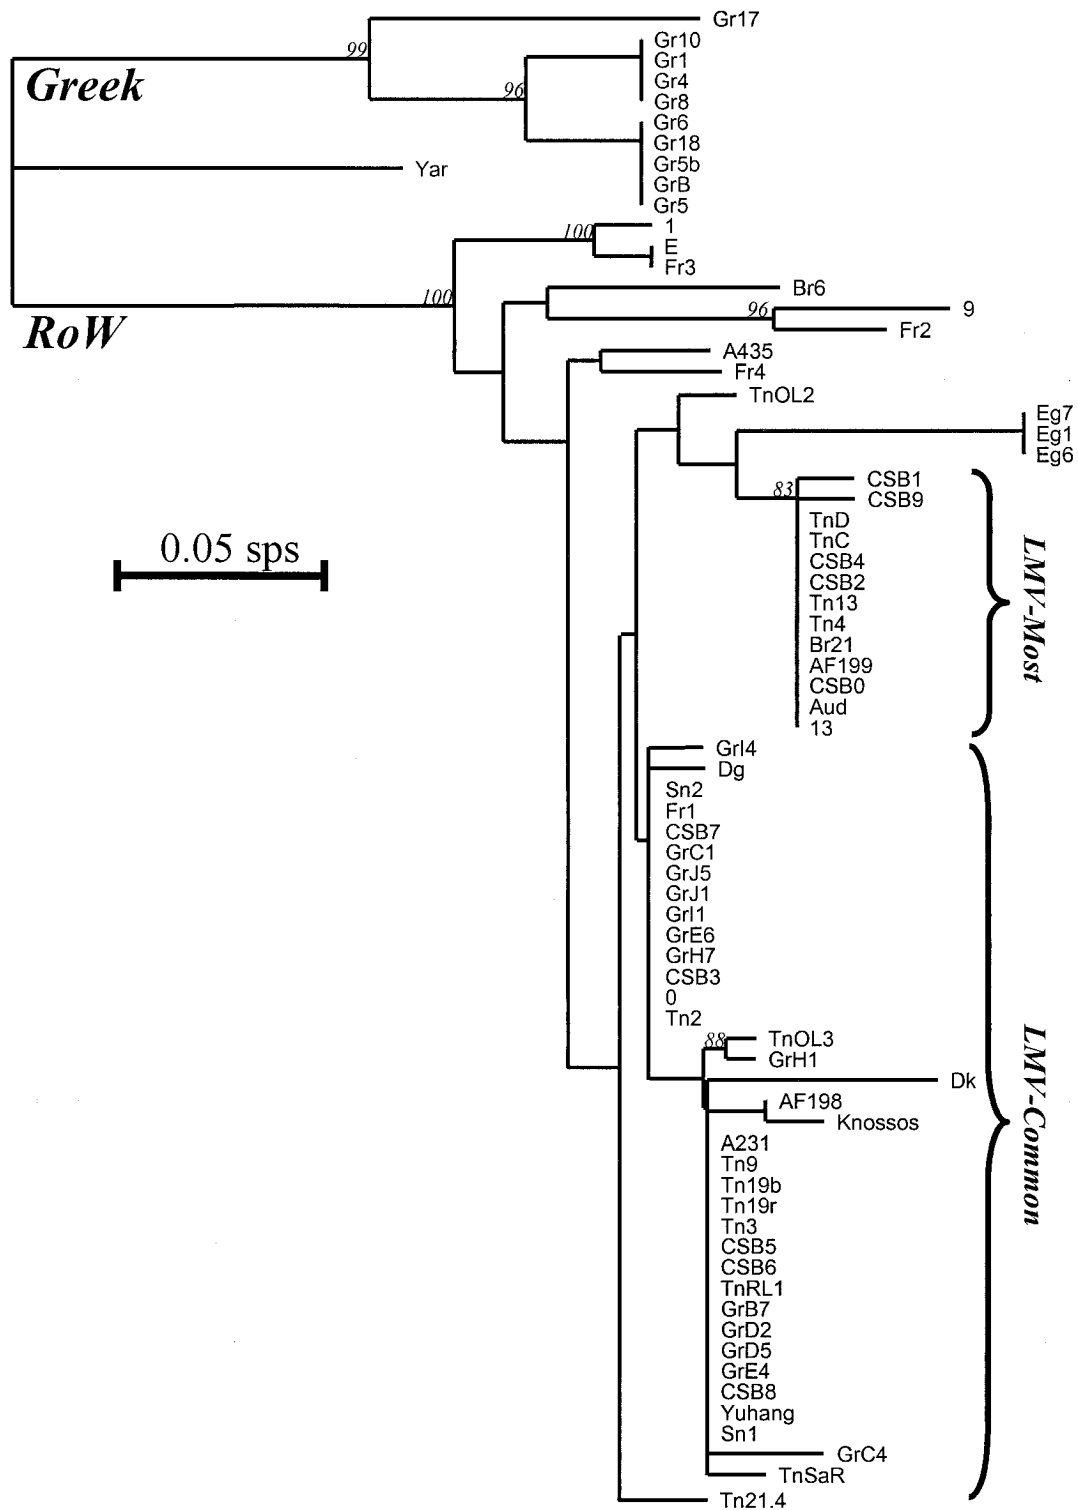 Gr17
99
Greek
Gr10
Gr1
Gr4
96
Gr8
Gr6
Gr18
Gr5b
GrB
Gr5
Yar
1
100
E
Fr3
Br6
100
RoW
96
9
Fr2
A435
Fr4
TnOL2
Eg7
Eg1
Eg6
83
CSB1
CSB9
TnD
TnC
CSB4
CSB2
Tn13
Tn4
Br21
AF199
CSB0
Aud
13
LMV-Most
0.05 sps
GrI4
Dg
Sn2
Fr1
CSB7
GrC1
GrJ5
GrJ1
GrI1
GrE6
GrH7
CSB3
0
Tn2
88
TnOL3
GrH1
Dk
AF198
Knossos
A231
Tn9
Tn19b
Tn19r
Tn3
CSB5
CSB6
TnRL1
GrB7
GrD2
GrD5
GrE4
CSB8
Yuhang
Sn1
GrC4
TnSaR
LMV-Common
Tn21.4